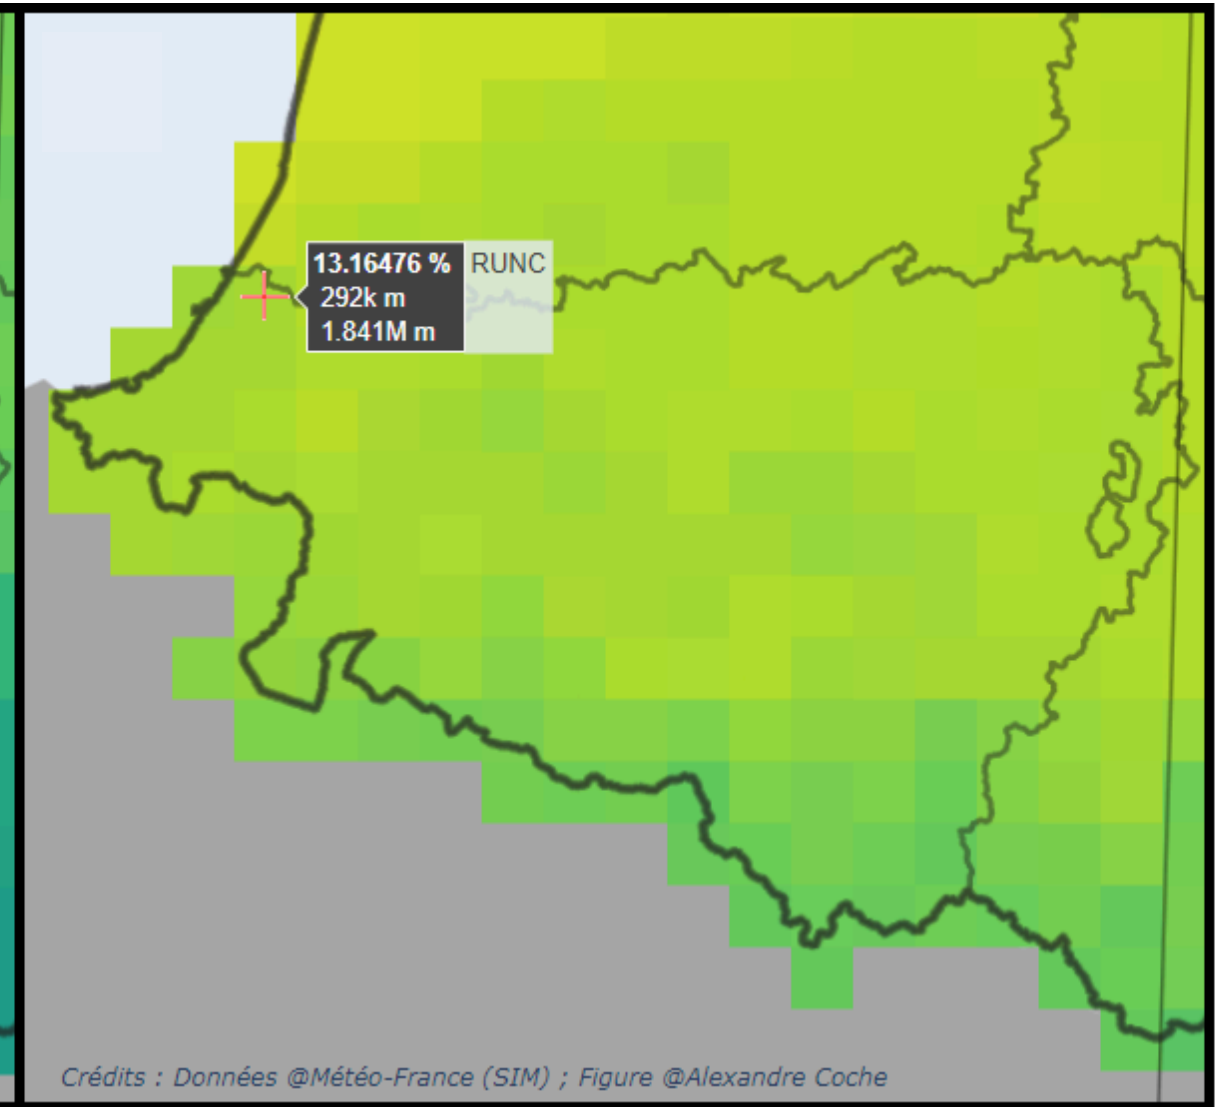 13.16476 % RUNC
292k m
1.841M m
Crédits : Données @Météo-France (SIM) ; Figure @Alexandre Coche